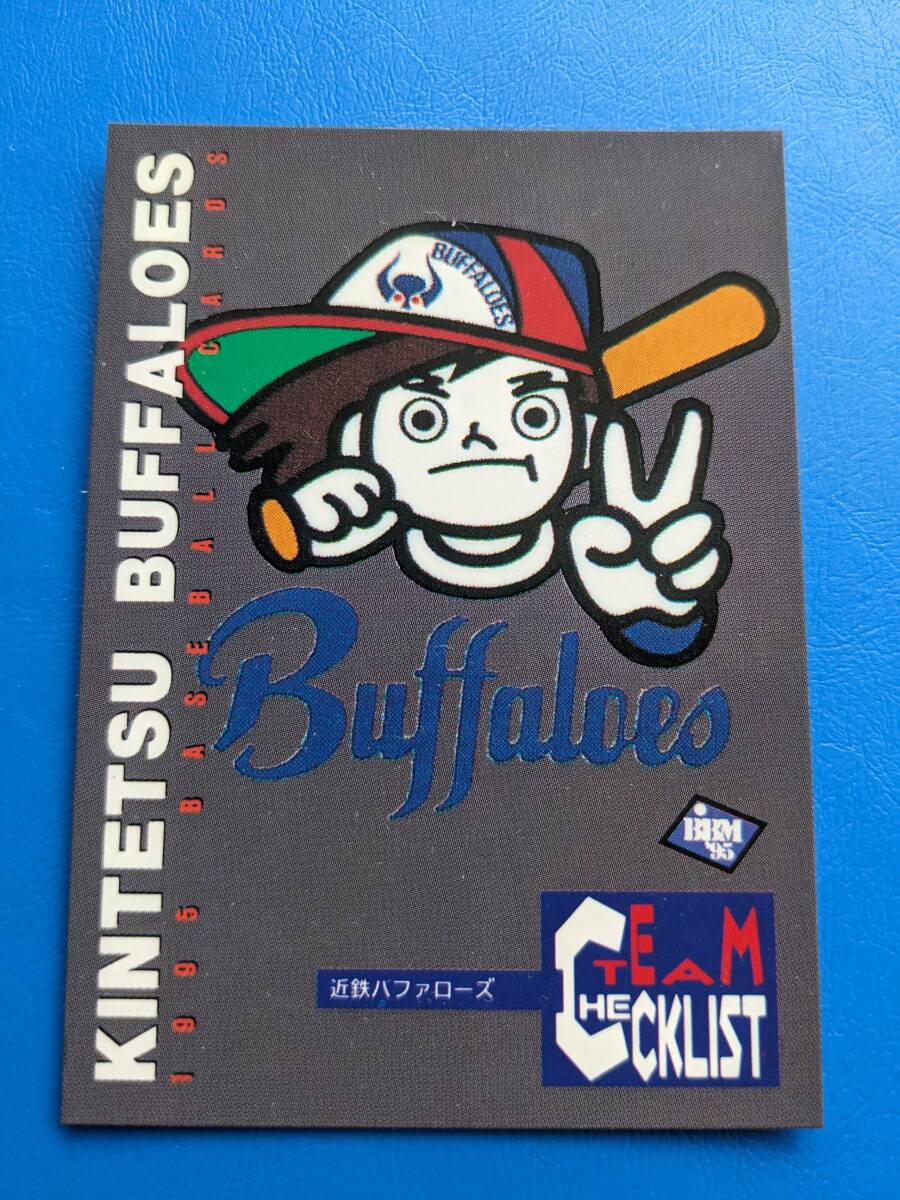 KINTETSU BUFFALOES
1995 BASEBALL CARDS
BUFFALOES
Buffaloes
BBM
'95
近鉄バファローズ
TEAM
CHECKLIST